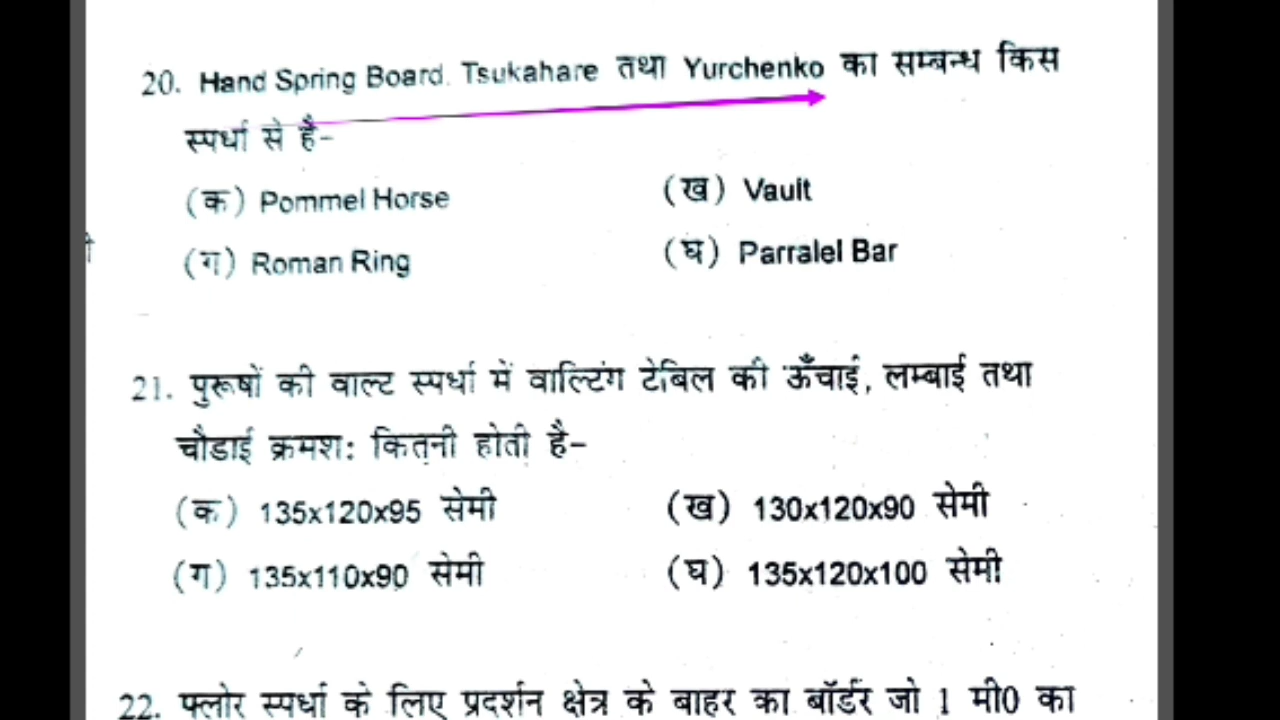 20. Hand Spring Board. Tsukahare तथा Yurchenko का सम्बन्ध किस
स्पर्धा से है-
(क) Pommel Horse (ख) Vault
(ग) Roman Ring (घ) Parralel Bar
21. पुरूषों की वाल्ट स्पर्धा में वाल्टिंग टेबिल की ऊँचाई, लम्बाई तथा
चौडाई क्रमश: कितनी होती है-
(क) 135x120x95 सेमी (ख) 130x120x90 सेमी
(ग) 135x110x90 सेमी (घ) 135x120x100 सेमी
22. फ्लोर स्पर्धा के लिए प्रदर्शन क्षेत्र के बाहर का बॉर्डर जो 1 मी0 का